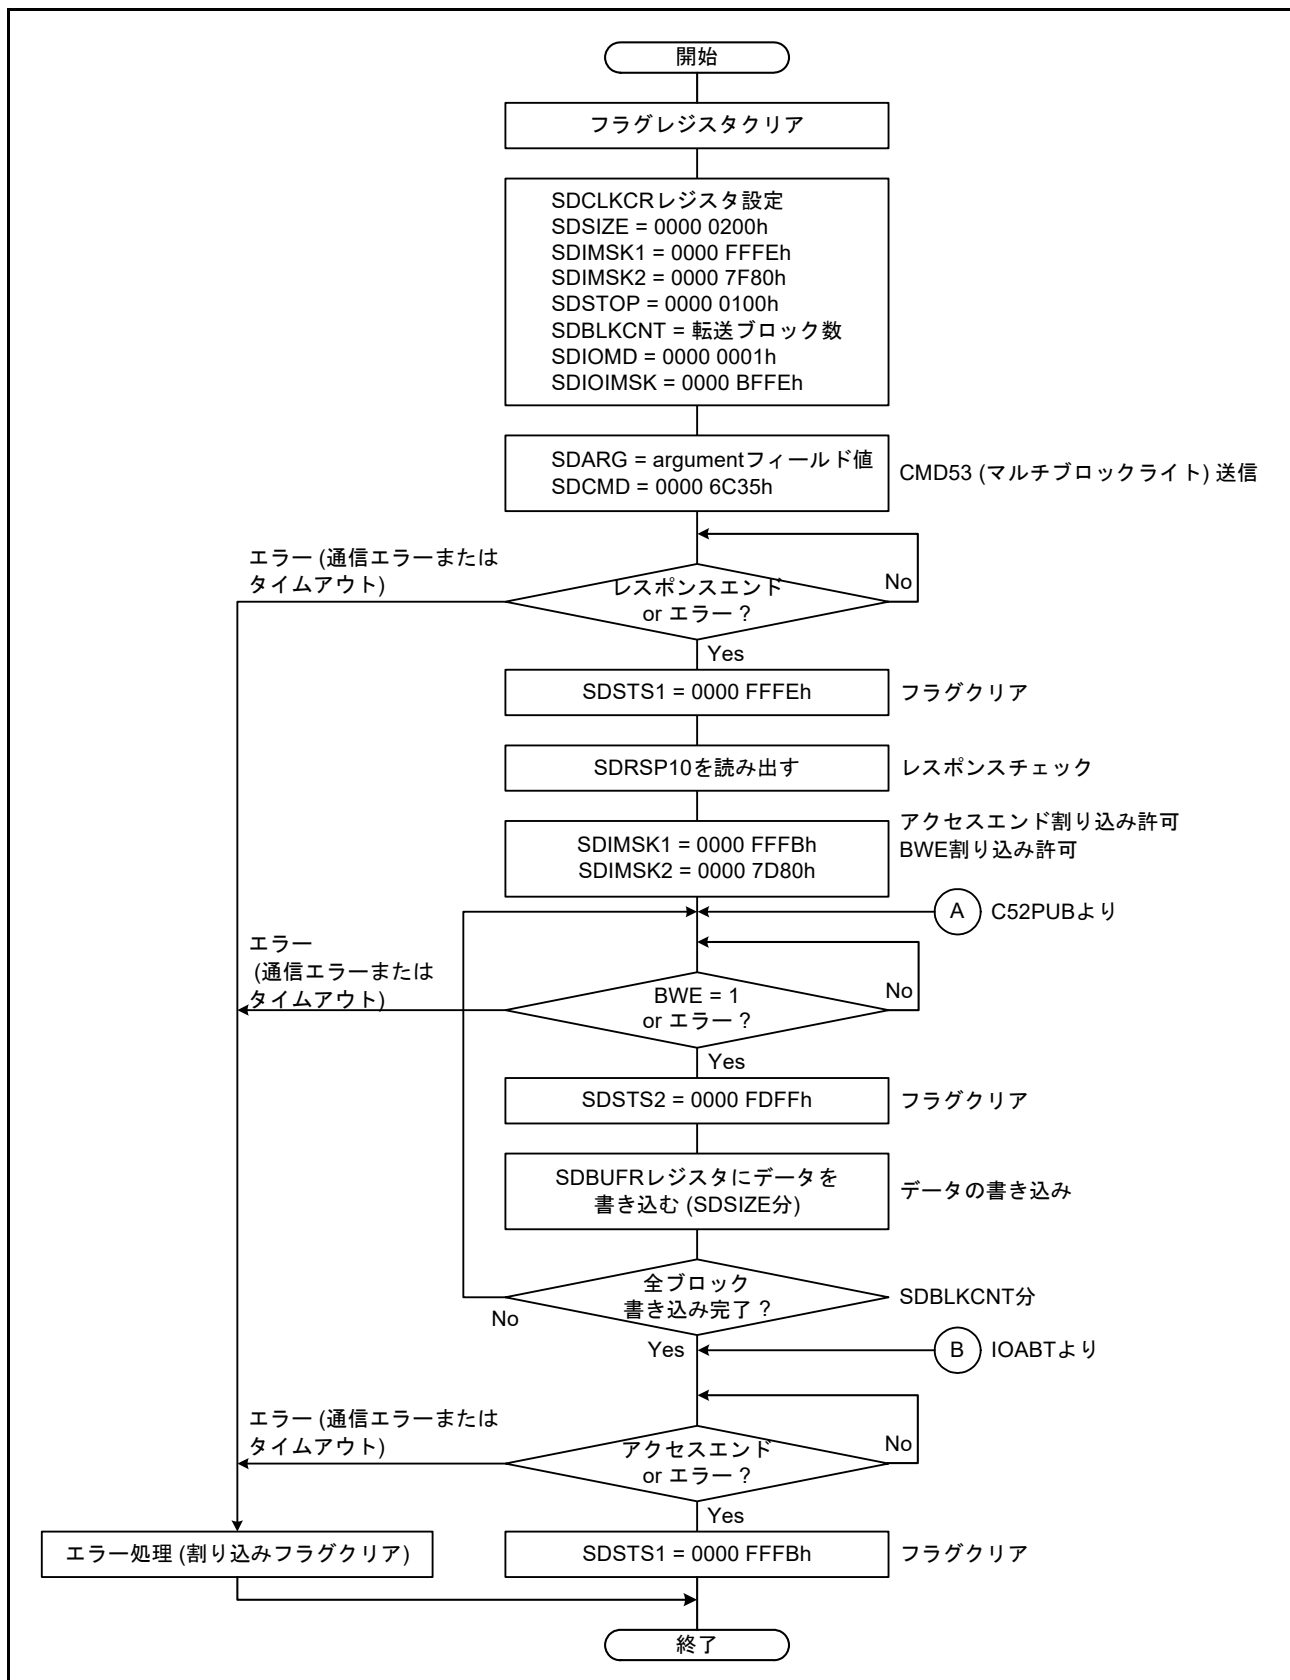 開始
フラグレジスタクリア
SDCLKCRレジスタ設定
SDSIZE = 0000 0200h
SDIMSK1 = 0000 FFFEh
SDIMSK2 = 0000 7F80h
SDSTOP = 0000 0100h
SDBLKCNT = 転送ブロック数
SDIOMD = 0000 0001h
SDIOIMSK = 0000 BFFEh
SDARG = argumentフィールド値
SDCMD = 0000 6C35h
CMD53 (マルチブロックライト) 送信
エラー (通信エラーまたは
タイムアウト)
レスポンスエンド
or エラー ?
No
Yes
SDSTS1 = 0000 FFFEh
フラグクリア
SDRSP10を読み出す
レスポンスチェック
SDIMSK1 = 0000 FFFBh
SDIMSK2 = 0000 7D80h
アクセスエンド割り込み許可
BWE割り込み許可
A
C52PUBより
エラー
(通信エラーまたは
タイムアウト)
BWE = 1
or エラー ?
No
Yes
SDSTS2 = 0000 FDFFh
フラグクリア
SDBUFRレジスタにデータを
書き込む (SDSIZE分)
データの書き込み
全ブロック
書き込み完了 ?
SDBLKCNT分
No
Yes
B
IOABTより
エラー (通信エラーまたは
タイムアウト)
アクセスエンド
or エラー ?
No
Yes
エラー処理 (割り込みフラグクリア)
SDSTS1 = 0000 FFFBh
フラグクリア
終了